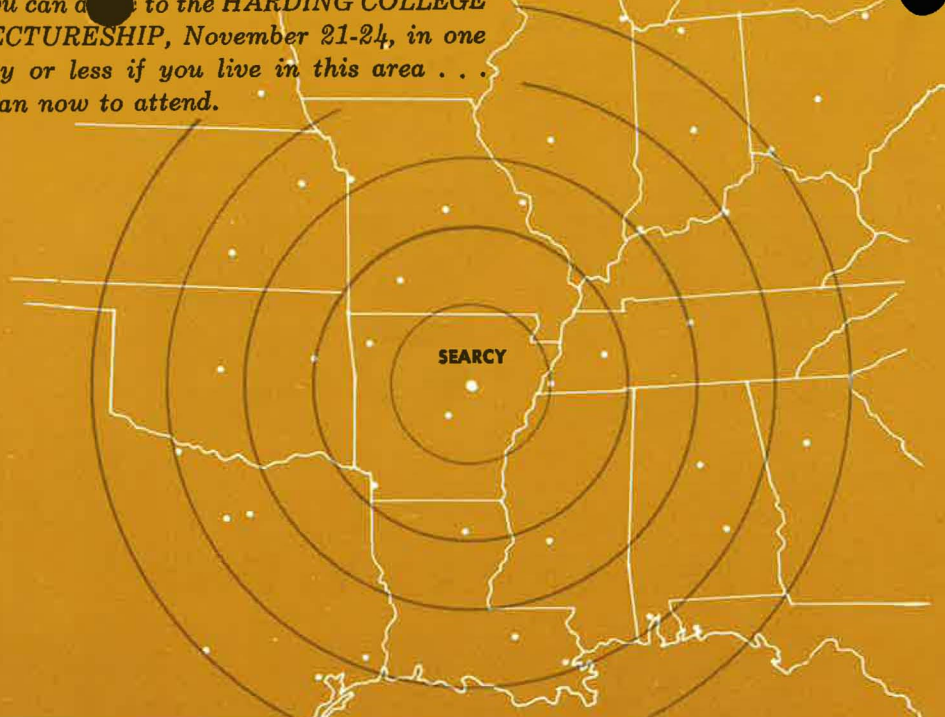 ou can to the HARDING COLLEGE
ECTURESHIP, November 21-24, in one
y or less if you live in this area . . .
an now to attend.
SEARCY